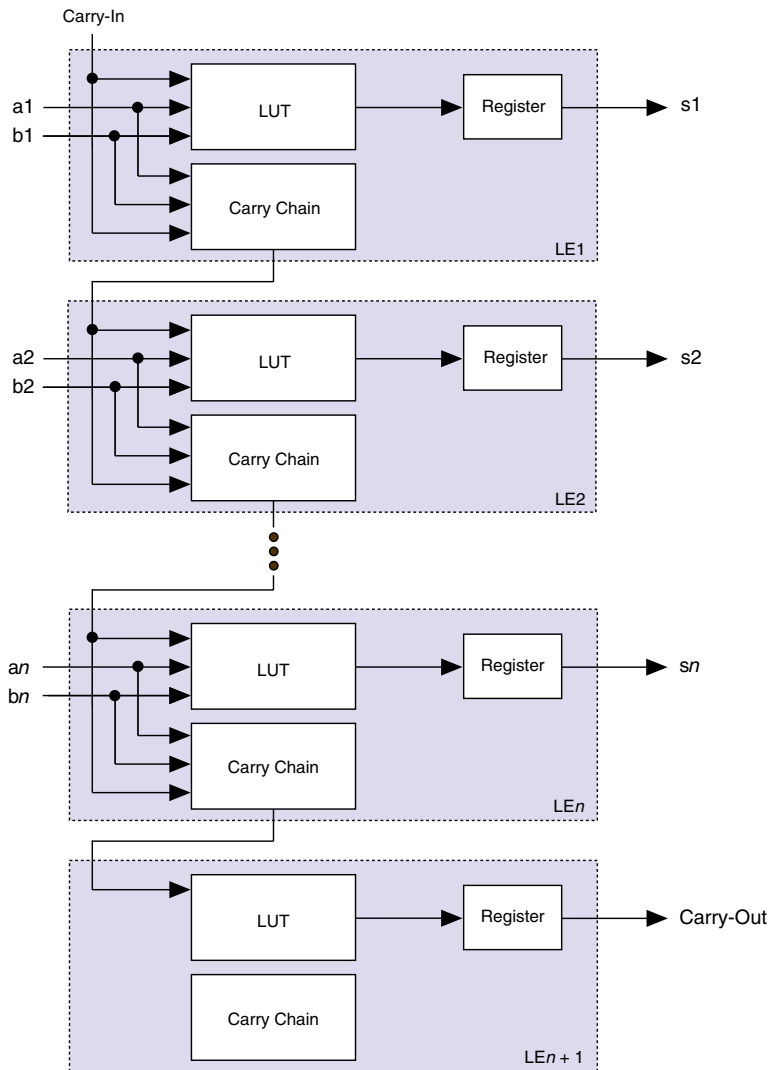 Carry-In
a1
b1
LUT
Register
s1
Carry Chain
LE1
a2
b2
LUT
Register
s2
Carry Chain
LE2
an
bn
LUT
Register
sn
Carry Chain
LEn
LUT
Register
Carry-Out
Carry Chain
LEn + 1